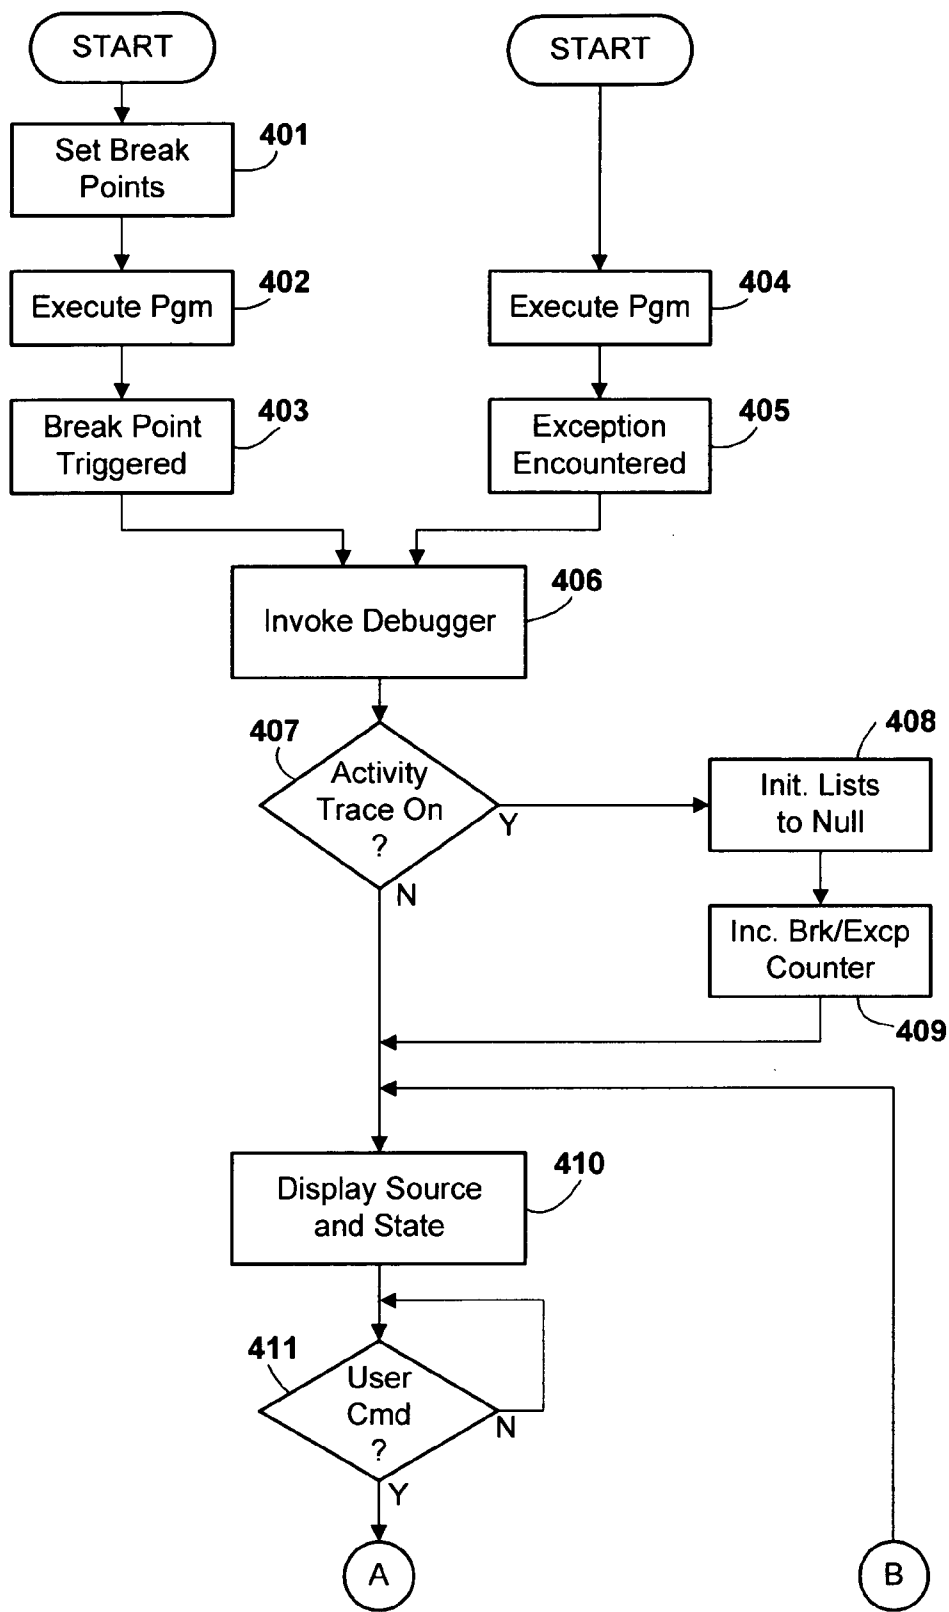 START
START
401
Set Break
Points
402
Execute Pgm
404
Execute Pgm
403
Break Point
Triggered
405
Exception
Encountered
406
Invoke Debugger
407
Activity
Trace On
?
Y
N
408
Init. Lists
to Null
Inc. Brk/Excp
Counter
409
410
Display Source
and State
411
User
Cmd
?
N
Y
A
B